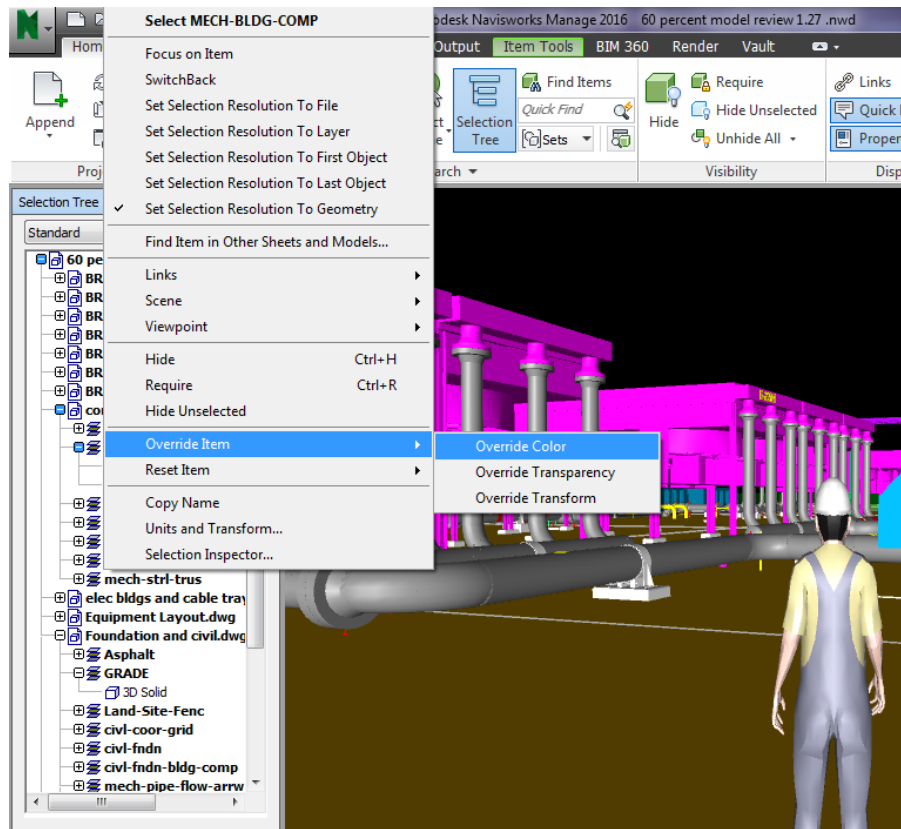 Select MECH-BLDG-COMP
Focus on Item
SwitchBack
Set Selection Resolution To File
Set Selection Resolution To Layer
Set Selection Resolution To First Object
Set Selection Resolution To Last Object
Set Selection Resolution To Geometry
Find Item in Other Sheets and Models...
Links
Scene
Viewpoint
Hide Ctrl+H
Require Ctrl+R
Hide Unselected
Override Item
Reset Item
Copy Name
Units and Transform...
Selection Inspector...
Override Color
Override Transparency
Override Transform
odesk Navisworks Manage 2016 60 percent model review 1.27 .nwd
Hom
Output Item Tools BIM 360 Render Vault
Append
Proj
Selection Tree
Find Items
Quick Find
Sets
arch
Hide
Require
Hide Unselected
Unhide All
Visibility
Links
Quick
Proper
Disp
Selection Tree
Standard
60 pe
BR
BR
BR
BR
BR
BR
BR
co
mech-strl-trus
elec bldgs and cable tray
Equipment Layout.dwg
Foundation and civil.dwg
Asphalt
GRADE
3D Solid
Land-Site-Fenc
civl-coor-grid
civl-fndn
civl-fndn-bldg-comp
mech-pipe-flow-arrw